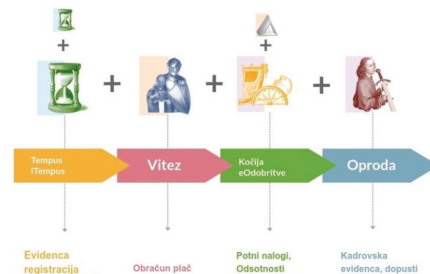 +
+
+
+
+
Tempus
iTempus
Vitez
Kočija
eOdobritve
Oproda
Evidenca
registracija
Obračun plač
Potni nalogi,
Odsotnosti
Kadrovska
evidenca, dopusti